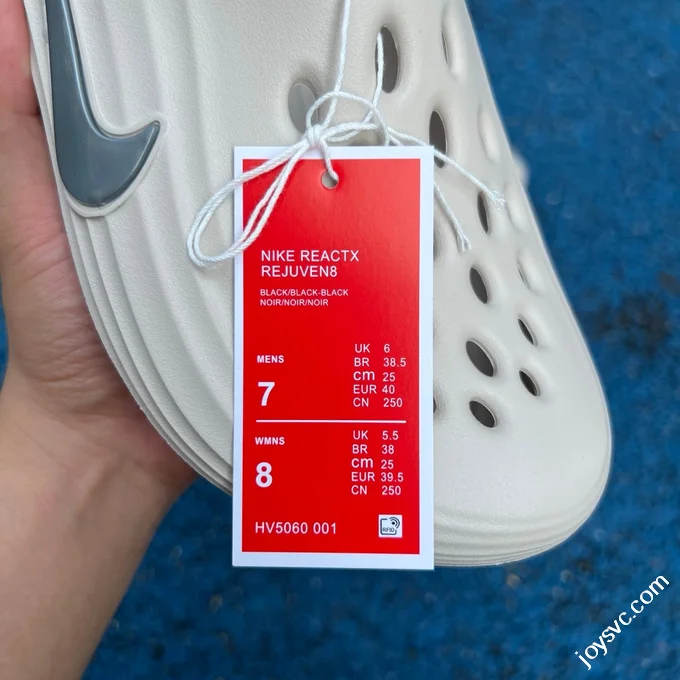 NIKE REACTX
REJUVEN8
BLACK/BLACK-BLACK
NOIR/NOIR/NOIR
MENS
7
UK 6
BR 38.5
cm 25
EUR 40
CN 250
WMNS
8
UK 5.5
BR 38
cm 25
EUR 39.5
CN 250
HV5060 001
RFID
joysvc.com